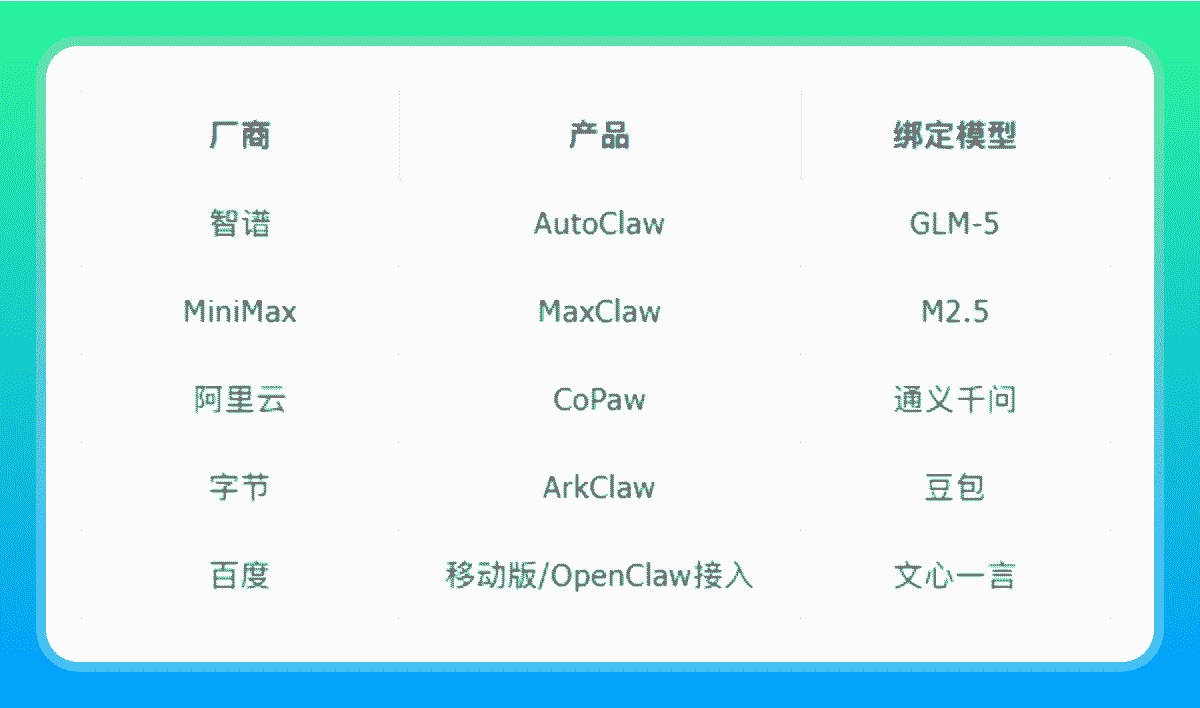 厂商 产品 绑定模型
智谱 AutoClaw GLM-5
MiniMax MaxClaw M2.5
阿里云 CoPaw 通义千问
字节 ArkClaw 豆包
百度 移动版/OpenClaw接入 文心一言